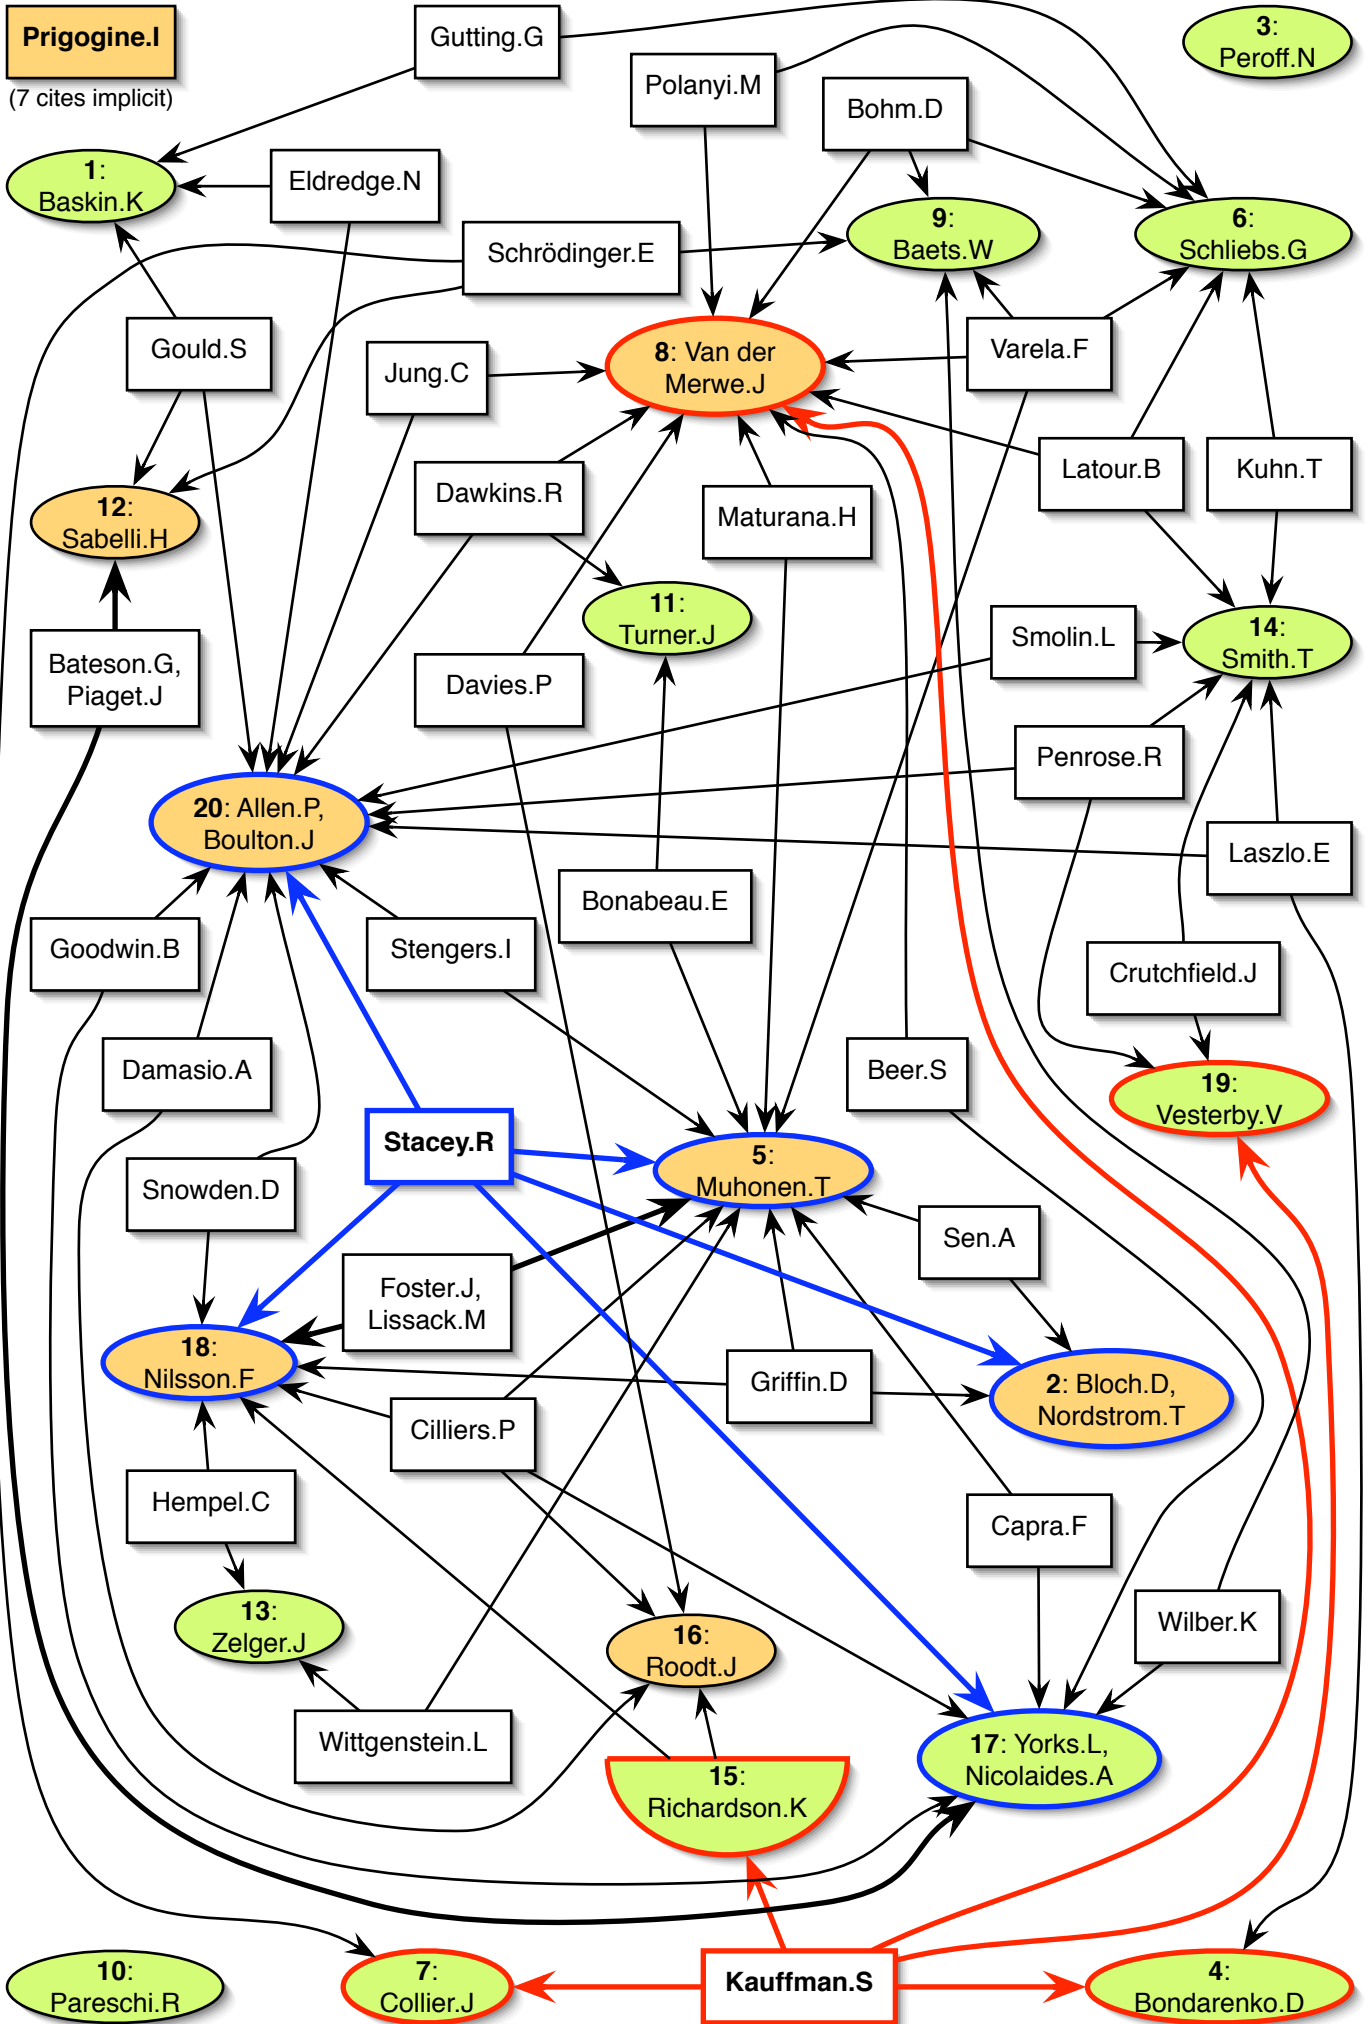 Prigogine.I
(7 cites implicit)
Gutting.G
3:
Peroff.N
Polanyi.M
Bohm.D
1:
Baskin.K
Eldredge.N
Schrödinger.E
9:
Baets.W
6:
Schliebs.G
Gould.S
Jung.C
8: Van der
Merwe.J
Varela.F
Dawkins.R
Maturana.H
Latour.B
Kuhn.T
12:
Sabelli.H
11:
Turner.J
Smolin.L
14:
Smith.T
Bateson.G,
Piaget.J
Davies.P
Penrose.R
20: Allen.P,
Boulton.J
Laszlo.E
Bonabeau.E
Goodwin.B
Stengers.I
Crutchfield.J
Damasio.A
Beer.S
19:
Vesterby.V
Stacey.R
5:
Muhonen.T
Snowden.D
Sen.A
Foster.J,
Lissack.M
18:
Nilsson.F
Griffin.D
2: Bloch.D,
Nordstrom.T
Cilliers.P
Hempel.C
Capra.F
13:
Zelger.J
16:
Roodt.J
Wilber.K
Wittgenstein.L
15:
Richardson.K
17: Yorks.L,
Nicolaides.A
10:
Pareschi.R
7:
Collier.J
Kauffman.S
4:
Bondarenko.D